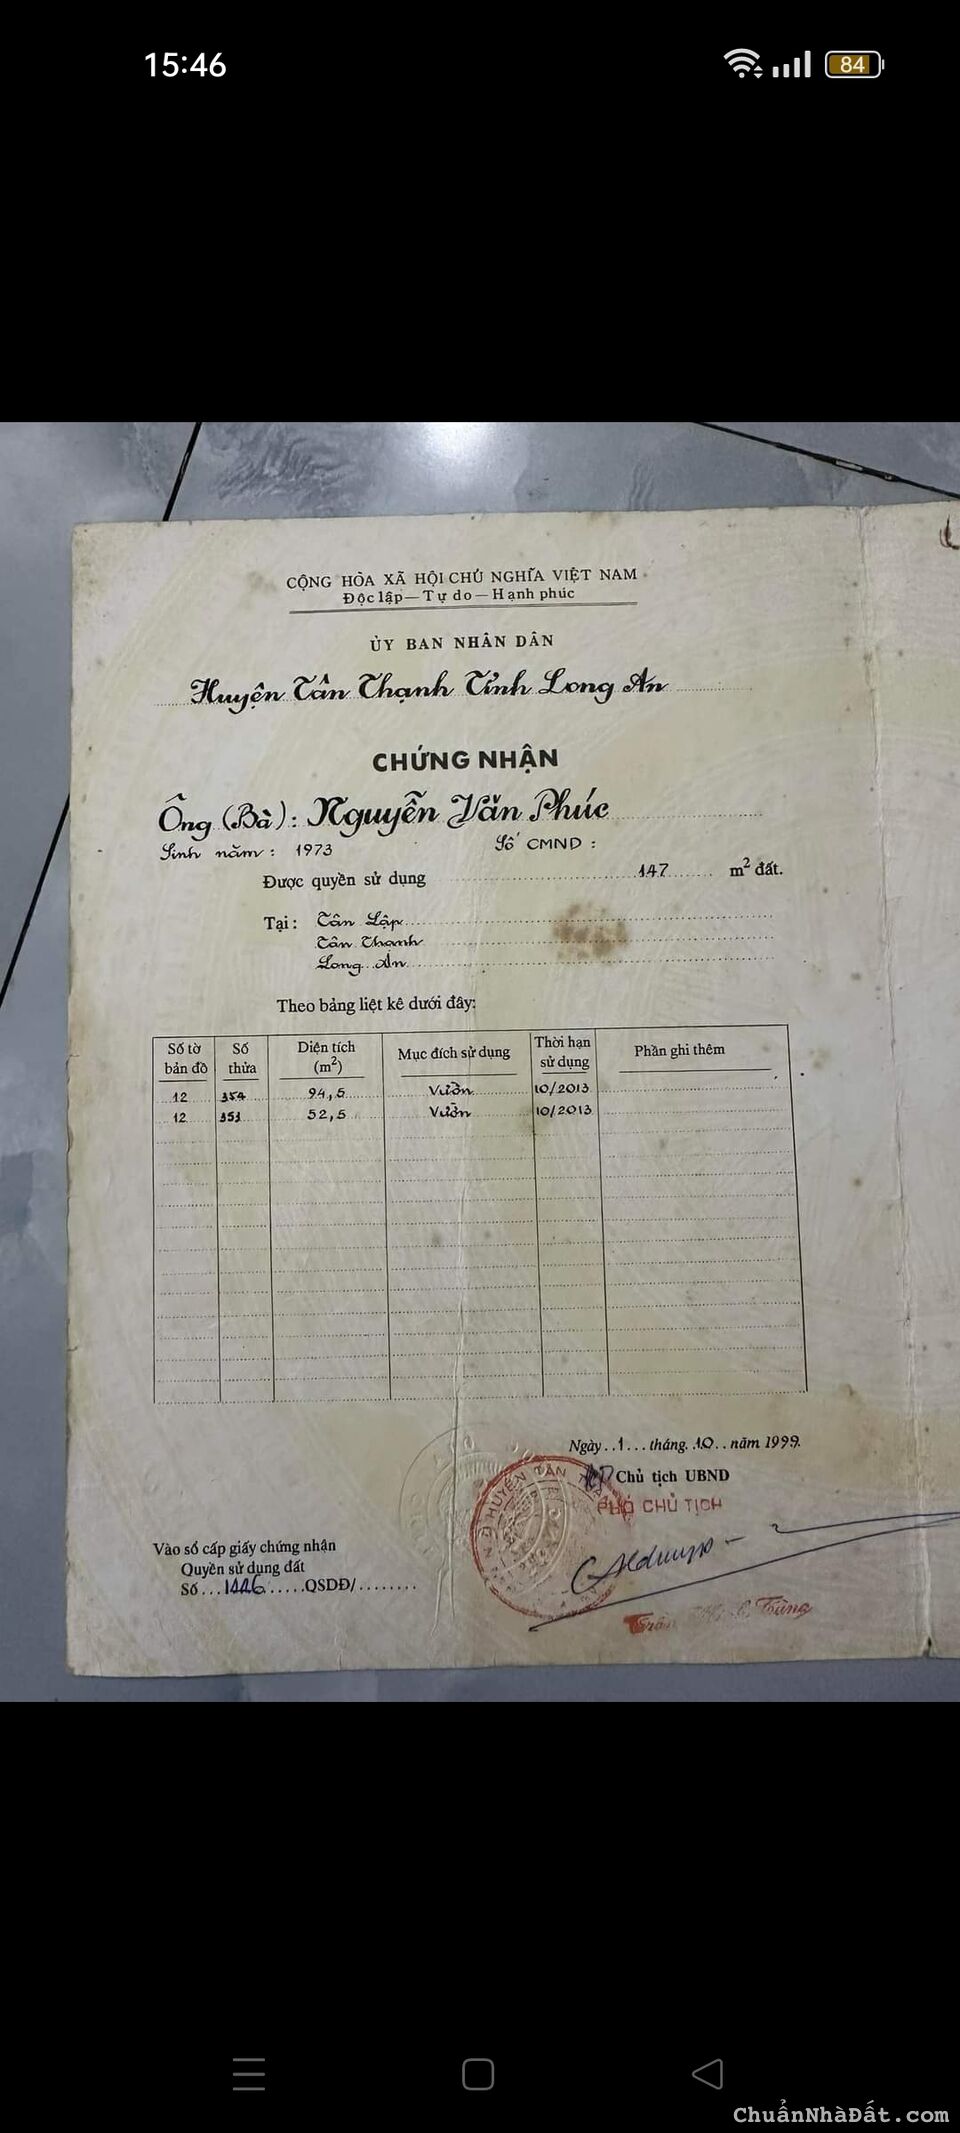 15:46
84
CỘNG HÒA XÃ HỘI CHỦ NGHĨA VIỆT NAM
Độc lập — Tự do — Hạnh phúc
ỦY BAN NHÂN DÂN
Huyện Tân Thạnh Tỉnh Long An
CHỨNG NHẬN
Ông (Bà): Nguyễn Văn Phúc
Sinh năm: 1973 Số CMND:
Được quyền sử dụng 147 m² đất.
Tại: Tân Lập
Tân Thạnh
Long An
Theo bảng liệt kê dưới đây:
Số tờ bản đồ Số thửa Diện tích (m²) Mục đích sử dụng Thời hạn sử dụng Phần ghi thêm
12 354 94,5 Vườn 10/2013
12 353 52,5 Vườn 10/2013
Ngày 1 tháng 10 năm 1999
Chủ tịch UBND
PHÓ CHỦ TỊCH
Vào sổ cấp giấy chứng nhận
Quyền sử dụng đất
Số QSDĐ/
HUYỆN TÂN
Trần Tùng
ChuẩnNhàĐất.com